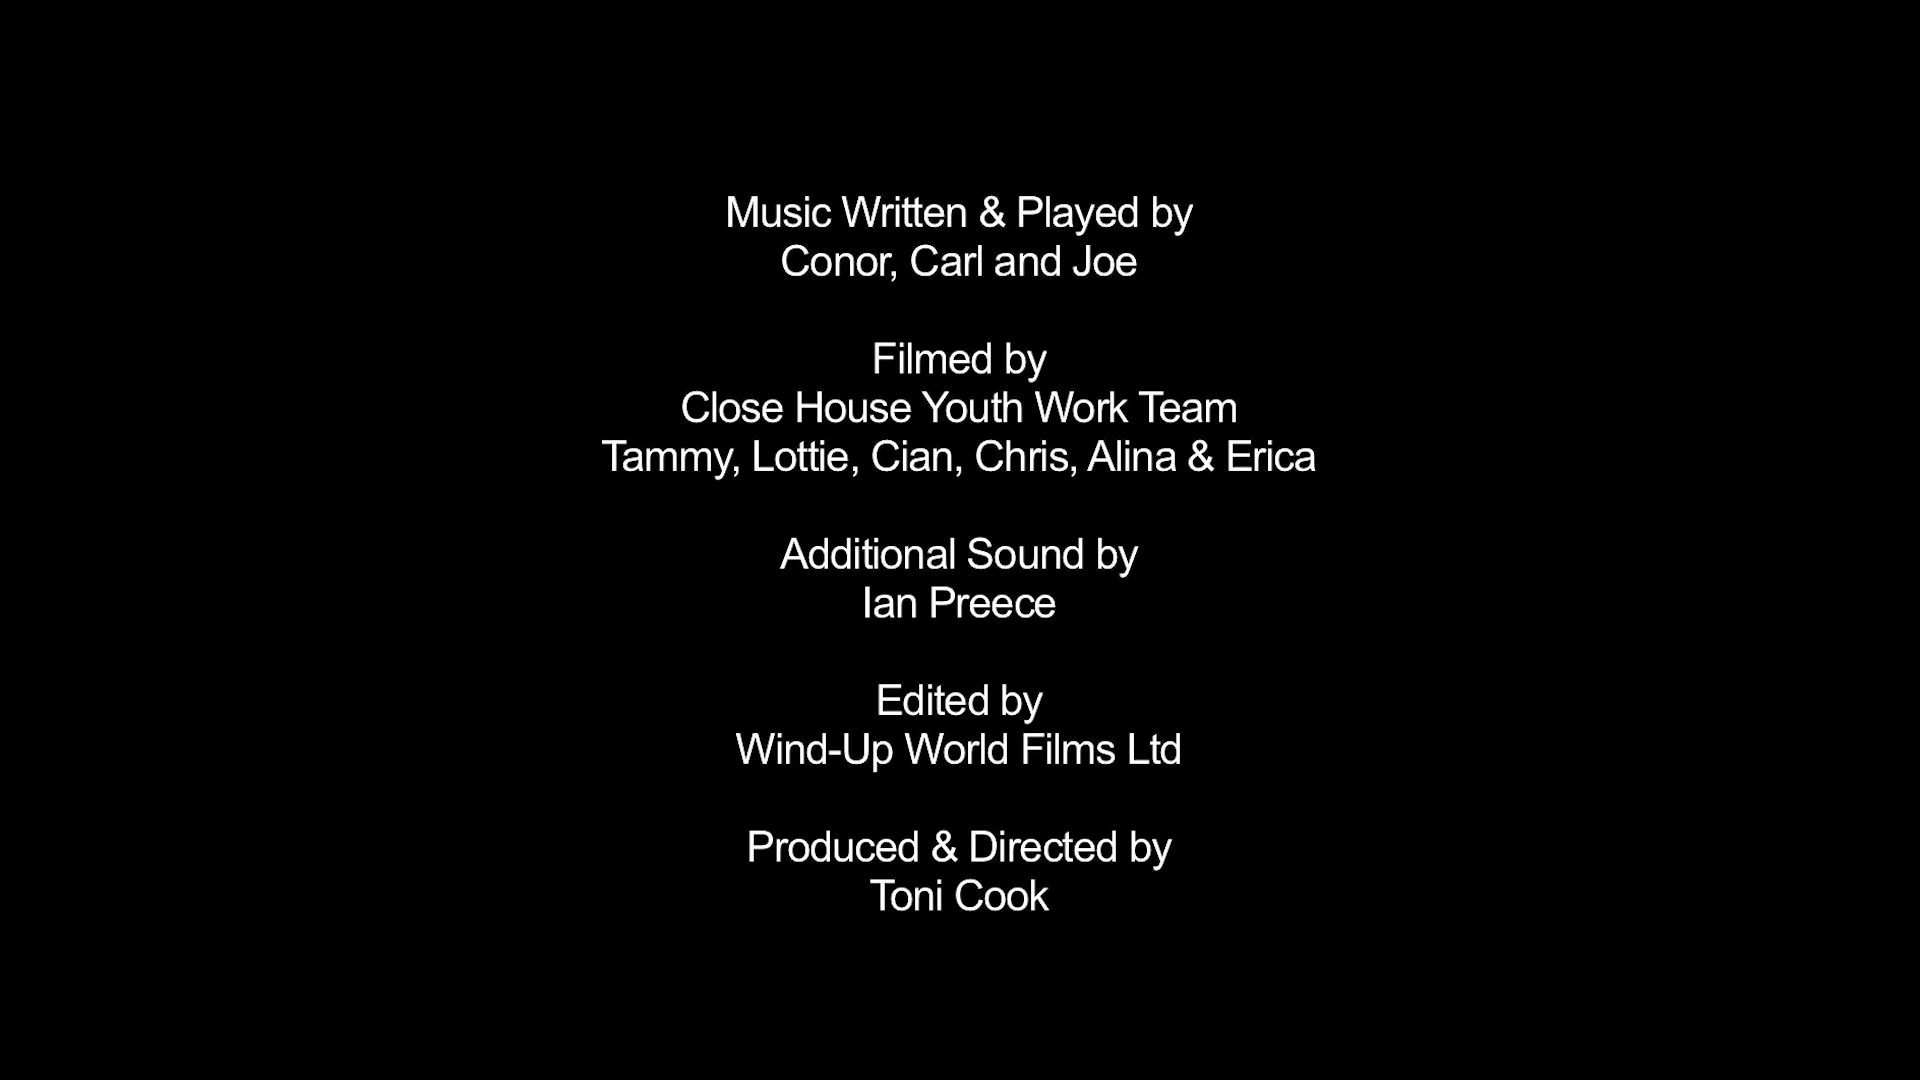 Music Written & Played by
Conor, Carl and Joe
Filmed by
Close House Youth Work Team
Tammy, Lottie, Cian, Chris, Alina & Erica
Additional Sound by
Ian Preece
Edited by
Wind-Up World Films Ltd
Produced & Directed by
Toni Cook